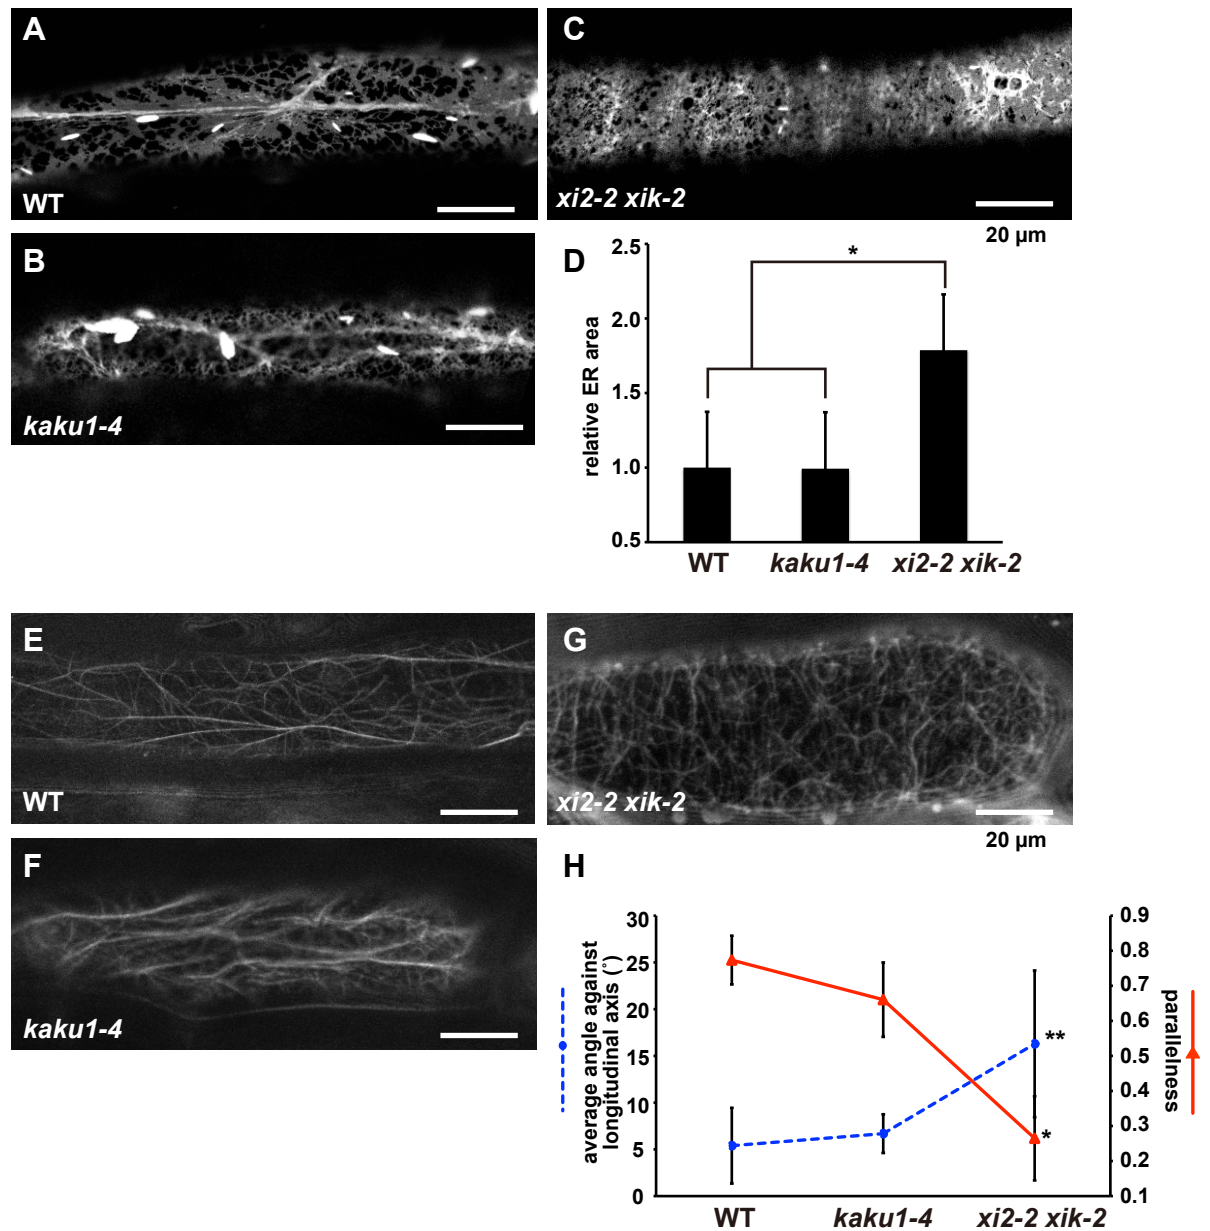 A
WT
B
kaku1-4
C
xi2-2 xik-2
20 µm
D
relative ER area
2.5
2.0
1.5
1.0
0.5
*
WT
kaku1-4
xi2-2 xik-2
E
WT
F
kaku1-4
G
xi2-2 xik-2
20 µm
H
average angle against
longitudinal axis (°)
30
25
20
15
10
5
0
**
*
0.9
0.8
0.7
0.6
0.5
0.4
0.3
0.2
0.1
parallelness
WT
kaku1-4
xi2-2 xik-2